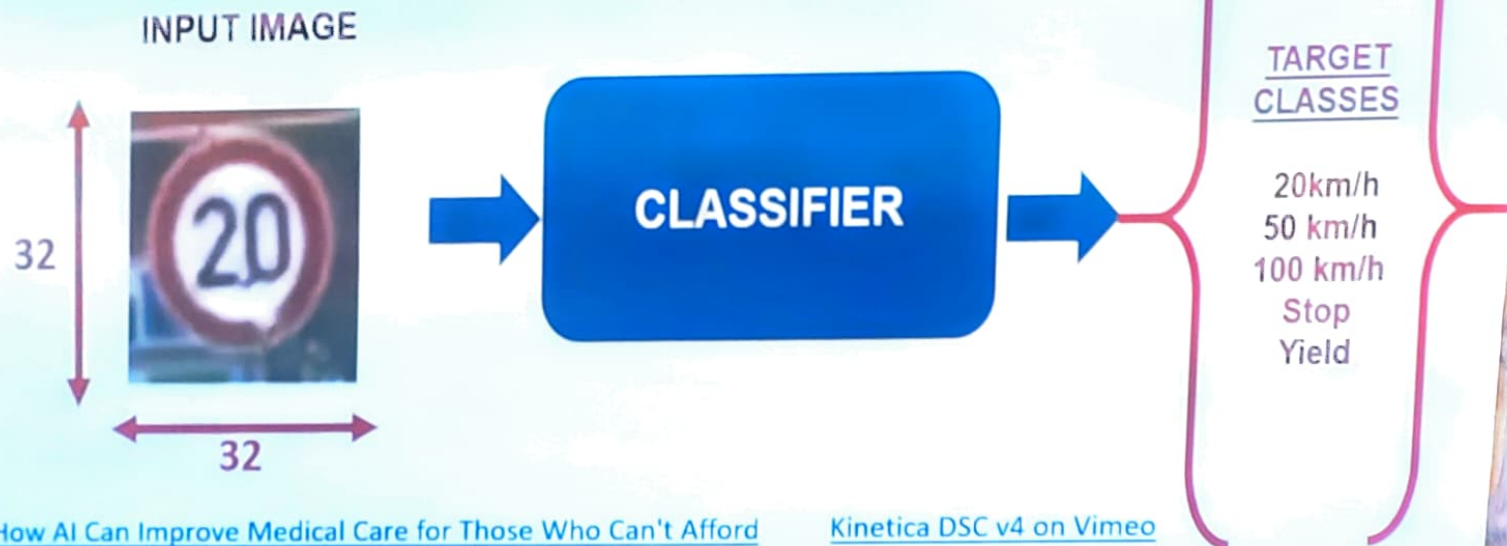 INPUT IMAGE
32
20
32
CLASSIFIER
TARGET
CLASSES
20km/h
50 km/h
100 km/h
Stop
Yield
How AI Can Improve Medical Care for Those Who Can't Afford
Kinetica DSC v4 on Vimeo